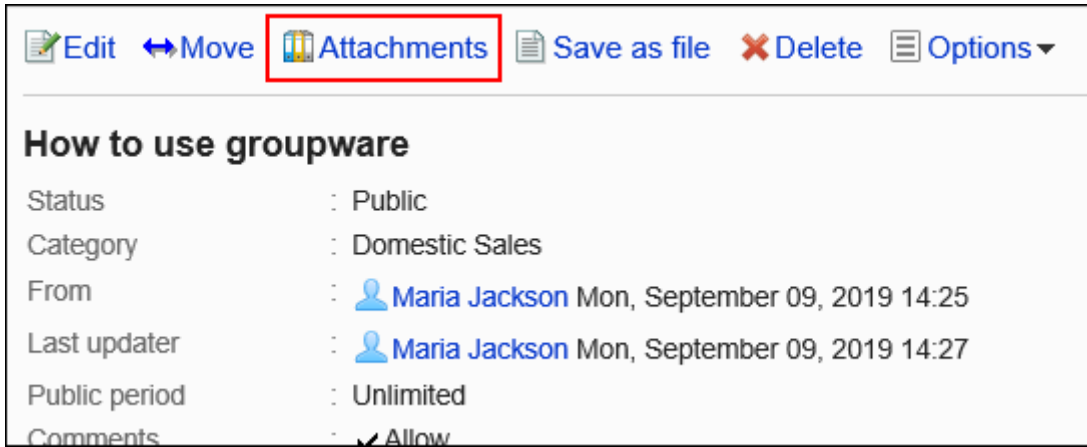 Edit Move Attachments Save as file Delete Options
How to use groupware
Status : Public
Category : Domestic Sales
From : Maria Jackson Mon, September 09, 2019 14:25
Last updater : Maria Jackson Mon, September 09, 2019 14:27
Public period : Unlimited
Comments : Allow